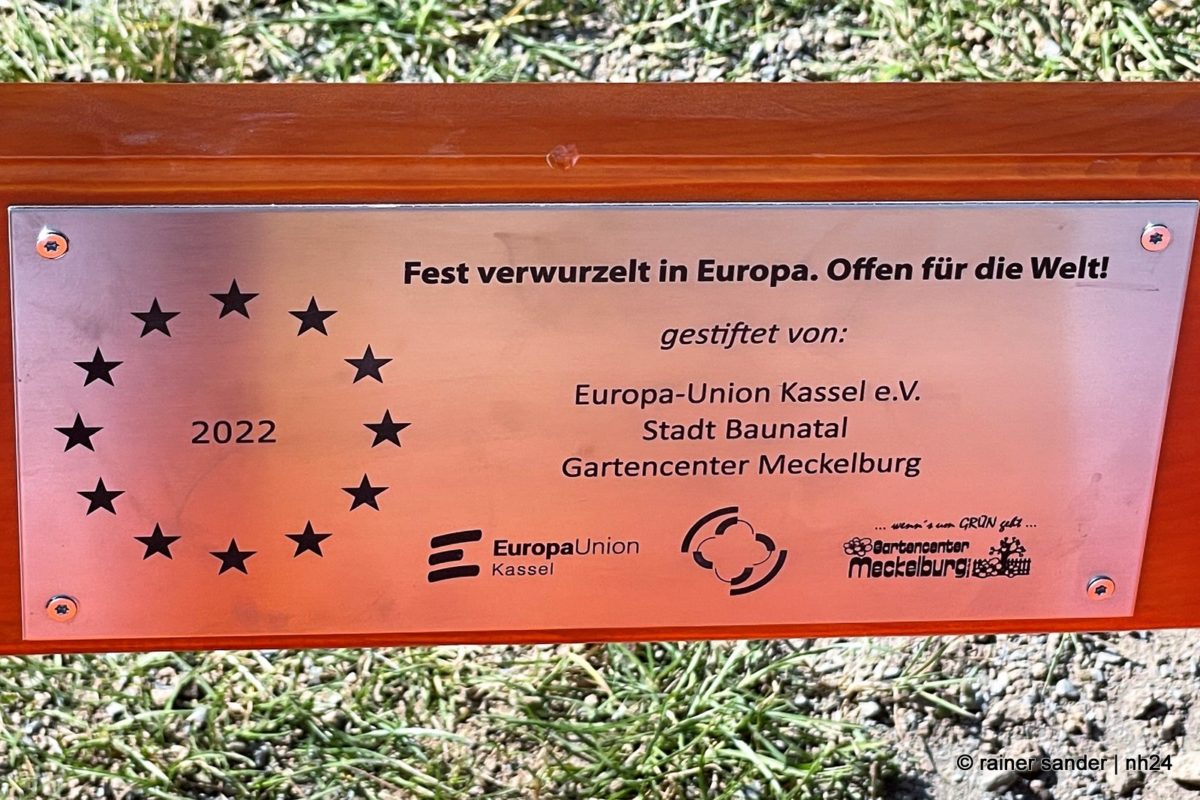 Fest verwurzelt in Europa. Offen für die Welt!
gestiftet von:
Europa-Union Kassel e.V.
Stadt Baunatal
Gartencenter Meckelburg
2022
EuropaUnion
Kassel
... wenn's um GRÜN geht ...
Gartencenter
Meckelburg
© rainer sander | nh24